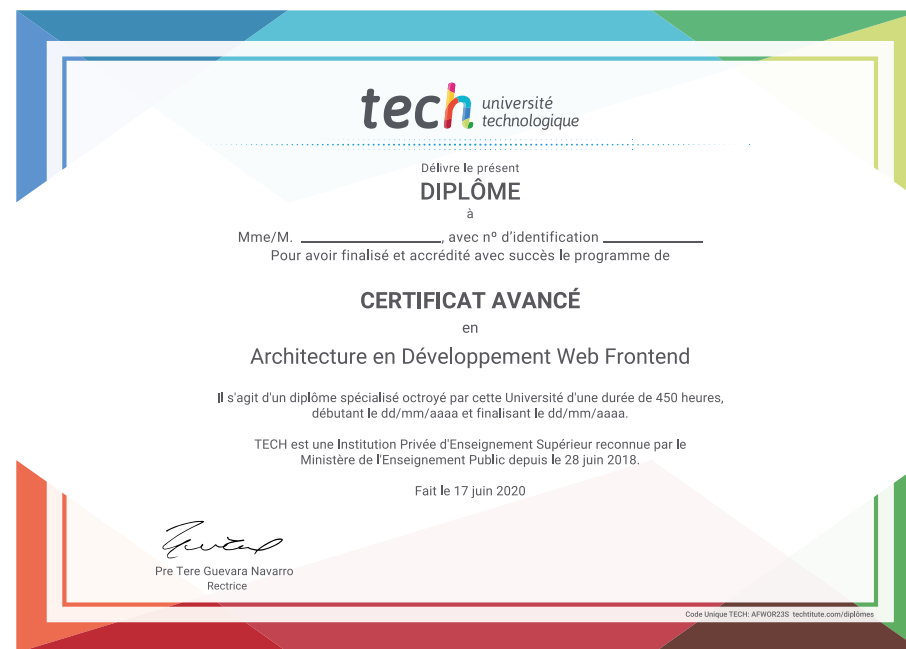 tech université
technologique
Délivre le présent
DIPLÔME
à
Mme/M. ____________________, avec nº d'identification ______________
Pour avoir finalisé et accrédité avec succès le programme de
CERTIFICAT AVANCÉ
en
Architecture en Développement Web Frontend
Il s'agit d'un diplôme spécialisé octroyé par cette Université d'une durée de 450 heures,
débutant le dd/mm/aaaa et finalisant le dd/mm/aaaa.
TECH est une Institution Privée d'Enseignement Supérieur reconnue par le
Ministère de l'Enseignement Public depuis le 28 juin 2018.
Fait le 17 juin 2020
Pre Tere Guevara Navarro
Rectrice
Code Unique TECH: AFWOR23S techtitute.com/diplômes